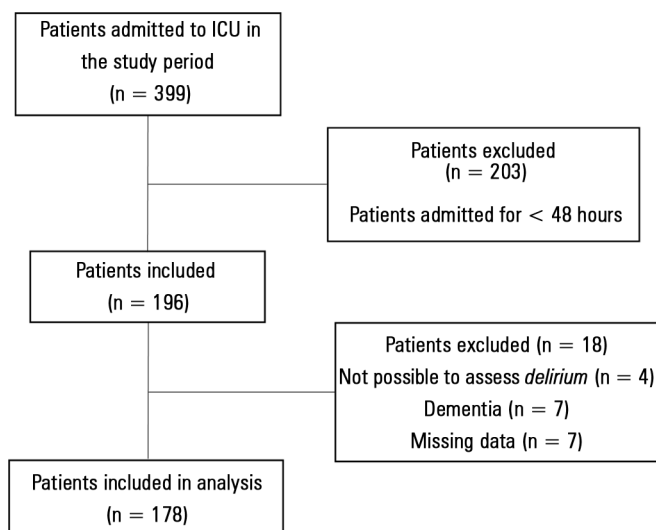 Patients admitted to ICU in
the study period
(n = 399)
Patients excluded
(n = 203)
Patients admitted for < 48 hours
Patients included
(n = 196)
Patients excluded (n = 18)
Not possible to assess delirium (n = 4)
Dementia (n = 7)
Missing data (n = 7)
Patients included in analysis
(n = 178)